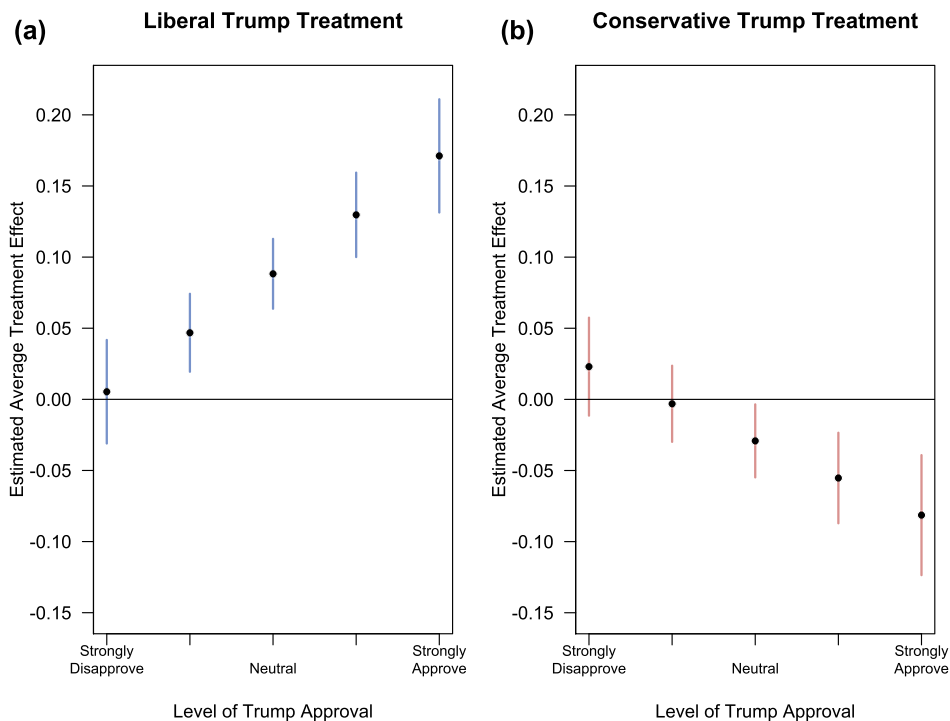 (a)
Liberal Trump Treatment
Estimated Average Treatment Effect
0.20
0.15
0.10
0.05
0.00
-0.05
-0.10
-0.15
Strongly
Disapprove
Neutral
Strongly
Approve
Level of Trump Approval
(b)
Conservative Trump Treatment
Estimated Average Treatment Effect
0.20
0.15
0.10
0.05
0.00
-0.05
-0.10
-0.15
Strongly
Disapprove
Neutral
Strongly
Approve
Level of Trump Approval